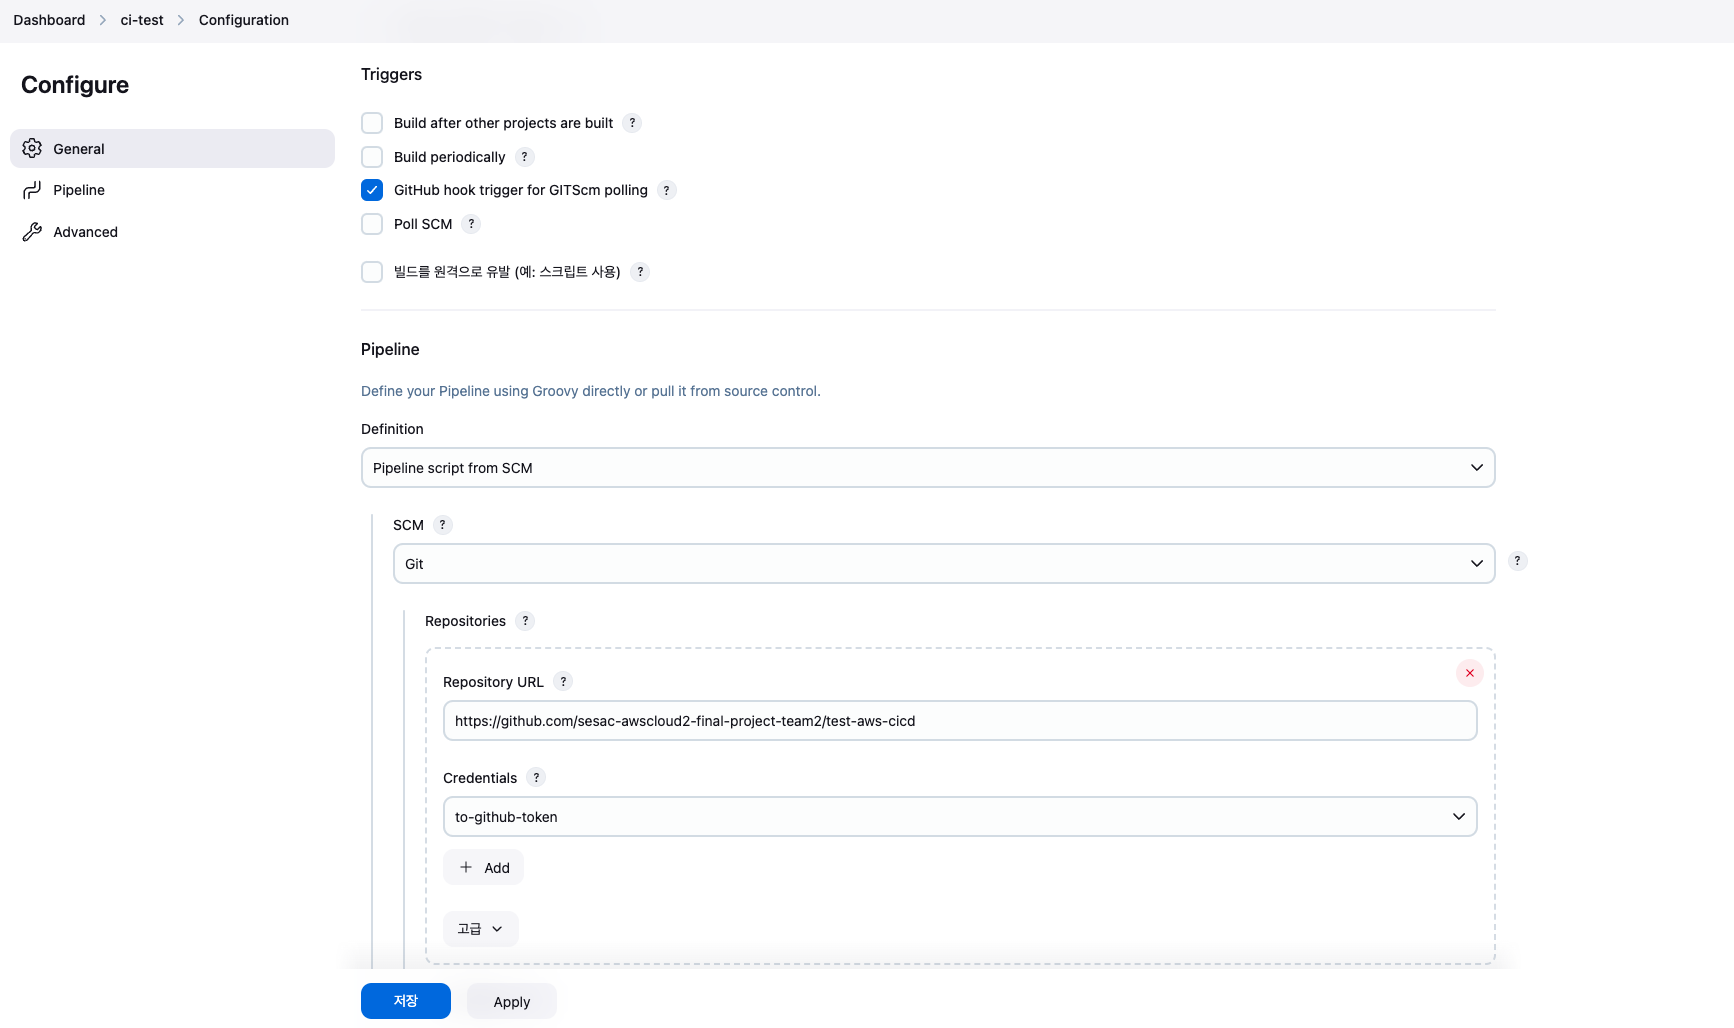 Dashboard > ci-test > Configuration
Configure
General
Pipeline
Advanced
Triggers
Build after other projects are built ?
Build periodically ?
GitHub hook trigger for GITScm polling ?
Poll SCM ?
빌드를 원격으로 유발 (예: 스크립트 사용) ?
Pipeline
Define your Pipeline using Groovy directly or pull it from source control.
Definition
Pipeline script from SCM
SCM ?
Git
?
Repositories ?
Repository URL ?
https://github.com/sesac-awscloud2-final-project-team2/test-aws-cicd
Credentials ?
to-github-token
+ Add
고급
저장 Apply